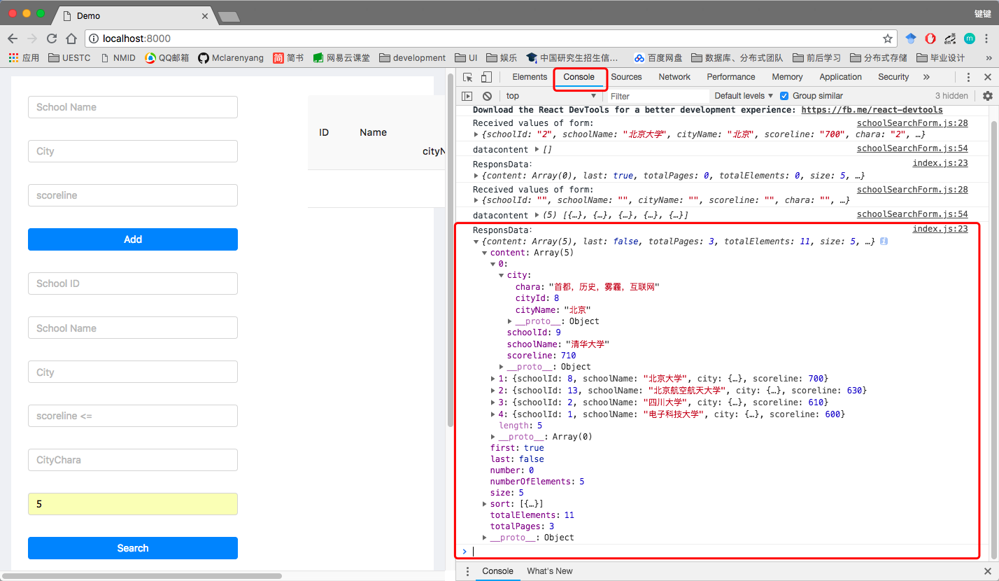 Demo
键键
localhost:8000
应用 UESTC NMID QQ邮箱 Mclarenyang 简书 网易云课堂 development UI 娱乐 中国研究生招生信… 百度网盘 数据库、分布式团队 前后学习 分布式存储 毕业设计 »
School Name
City
scoreline
Add
School ID
School Name
City
scoreline <=
CityChara
5
Search
ID Name
cityN
Elements Console Sources Network Performance Memory Application Security »
top Filter Default levels Group similar 3 hidden
Download the React DevTools for a better development experience: https://fb.me/react-devtools
Received values of form: schoolSearchForm.js:28
{schoolId: "2", schoolName: "北京大学", cityName: "北京", scoreline: "700", chara: "2", …}
datacontent [] schoolSearchForm.js:54
ResponsData: index.js:23
{content: Array(0), last: true, totalPages: 0, totalElements: 0, size: 5, …}
Received values of form: schoolSearchForm.js:28
{schoolId: "", schoolName: "", cityName: "", scoreline: "", chara: "", …}
datacontent (5) [{…}, {…}, {…}, {…}, {…}] schoolSearchForm.js:54
ResponsData: index.js:23
{content: Array(5), last: false, totalPages: 3, totalElements: 11, size: 5, …} i
content: Array(5)
0:
city:
chara: "首都，历史，雾霾，互联网"
cityId: 8
cityName: "北京"
__proto__: Object
schoolId: 9
schoolName: "清华大学"
scoreline: 710
__proto__: Object
1: {schoolId: 8, schoolName: "北京大学", city: {…}, scoreline: 700}
2: {schoolId: 13, schoolName: "北京航空航天大学", city: {…}, scoreline: 630}
3: {schoolId: 2, schoolName: "四川大学", city: {…}, scoreline: 610}
4: {schoolId: 1, schoolName: "电子科技大学", city: {…}, scoreline: 600}
length: 5
__proto__: Array(0)
first: true
last: false
number: 0
numberOfElements: 5
size: 5
sort: [{…}]
totalElements: 11
totalPages: 3
__proto__: Object
>
Console What's New